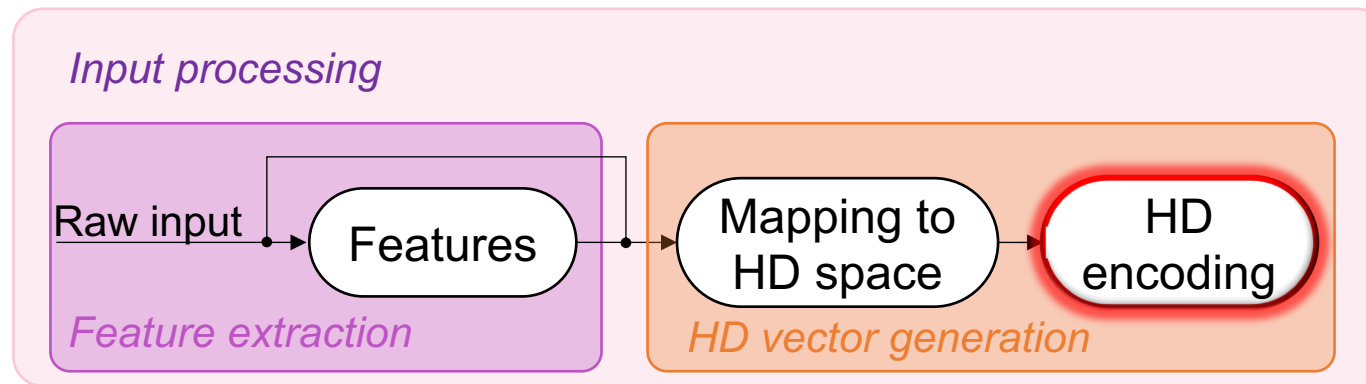 Input processing
Raw input
Features
Mapping to
HD space
HD
encoding
Feature extraction
HD vector generation